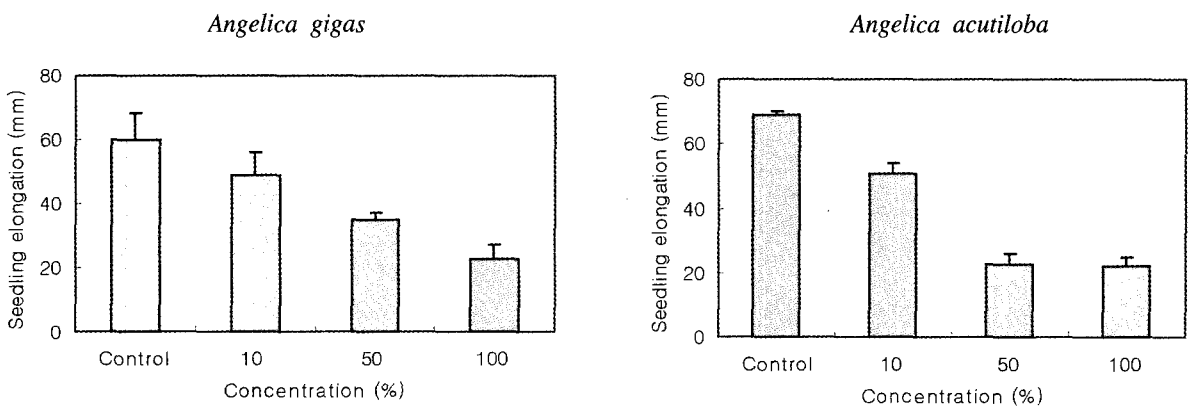 Angelica gigas
80
60
40
20
0
Seedling elongation (mm)
Control 10 50 100
Concentration (%)
Angelica acutiloba
80
60
40
20
0
Seedling elongation (mm)
Control 10 50 100
Concentration (%)